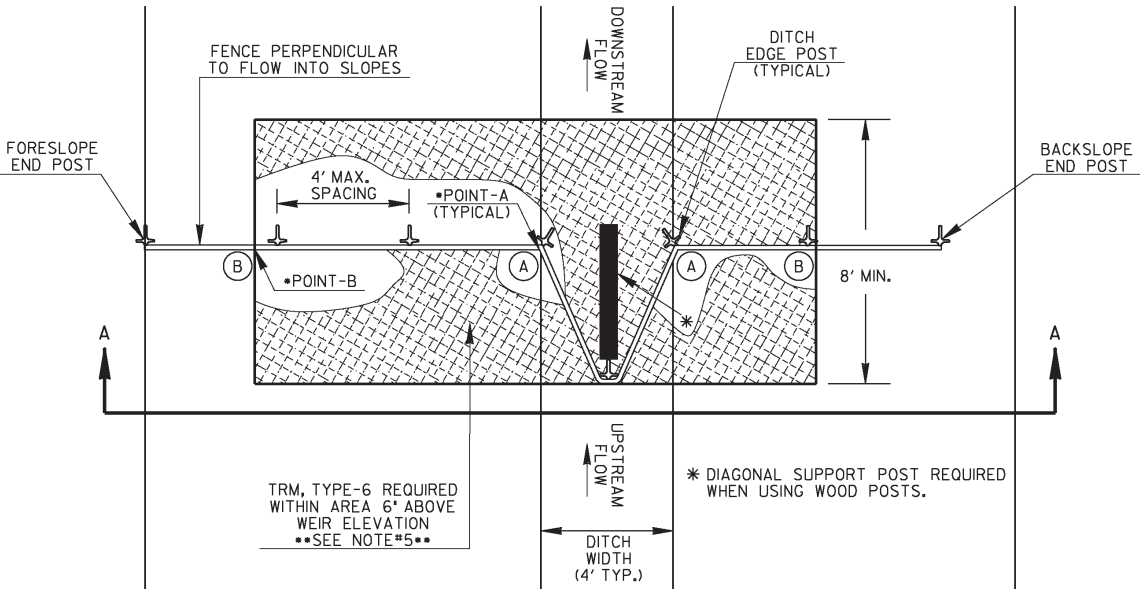 DOWNSTREAM
FLOW
DITCH
EDGE POST
(TYPICAL)
FENCE PERPENDICULAR
TO FLOW INTO SLOPES
FORESLOPE
END POST
BACKSLOPE
END POST
4' MAX.
SPACING
*POINT-A
(TYPICAL)
B
A
A
B
*POINT-B
8' MIN.
*
A
A
UPSTREAM
FLOW
* DIAGONAL SUPPORT POST REQUIRED
WHEN USING WOOD POSTS.
TRM, TYPE-6 REQUIRED
WITHIN AREA 6" ABOVE
WEIR ELEVATION
**SEE NOTE#5**
DITCH
WIDTH
(4' TYP.)